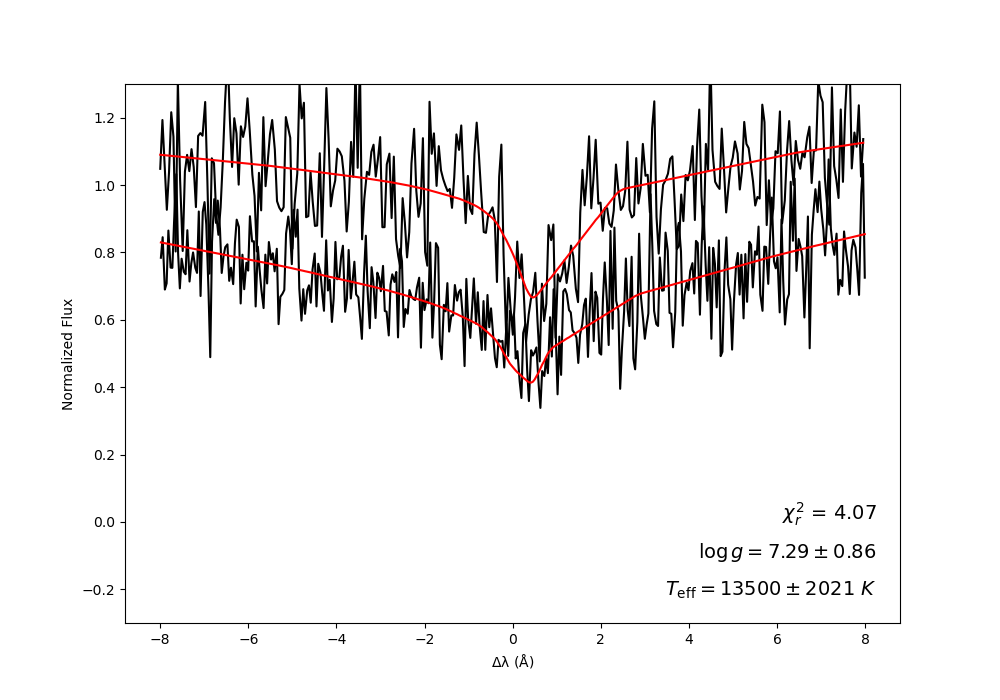 1.2
1.0
0.8
0.6
0.4
0.2
0.0
−0.2
Normalized Flux
χ²ᵣ = 4.07
log g = 7.29 ± 0.86
T_eff = 13500 ± 2021 K
−8 −6 −4 −2 0 2 4 6 8
Δλ (Å)